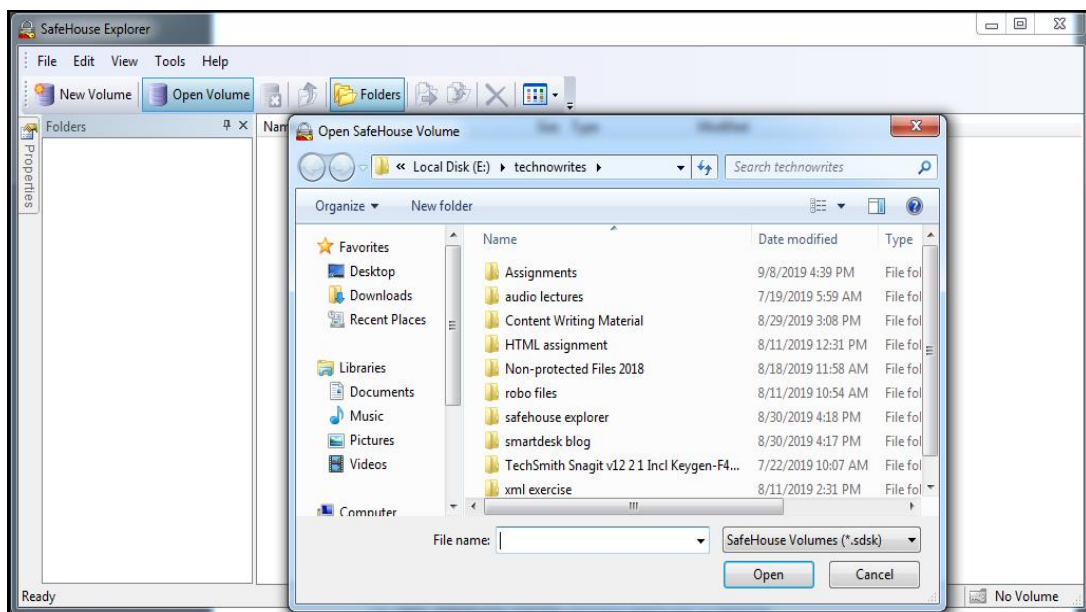 SafeHouse Explorer
File Edit View Tools Help
New Volume Open Volume Folders
Folders
Properties
Nam
Open SafeHouse Volume
Size Type Modified
« Local Disk (E:) technowrites
Search technowrites
Organize New folder
Favorites
Desktop
Downloads
Recent Places
Libraries
Documents
Music
Pictures
Videos
Computer
Name Date modified Type
Assignments 9/8/2019 4:39 PM File fol
audio lectures 7/19/2019 5:59 AM File fol
Content Writing Material 8/29/2019 3:08 PM File fol
HTML assignment 8/11/2019 12:31 PM File fol
Non-protected Files 2018 8/18/2019 11:58 AM File fol
robo files 8/11/2019 10:54 AM File fol
safehouse explorer 8/30/2019 4:18 PM File fol
smartdesk blog 8/30/2019 4:17 PM File fol
TechSmith Snagit v12 2 1 Incl Keygen-F4... 7/22/2019 10:07 AM File fol
xml exercise 8/11/2019 2:31 PM File fol
File name: SafeHouse Volumes (*.sdsk)
Open Cancel
Ready No Volume